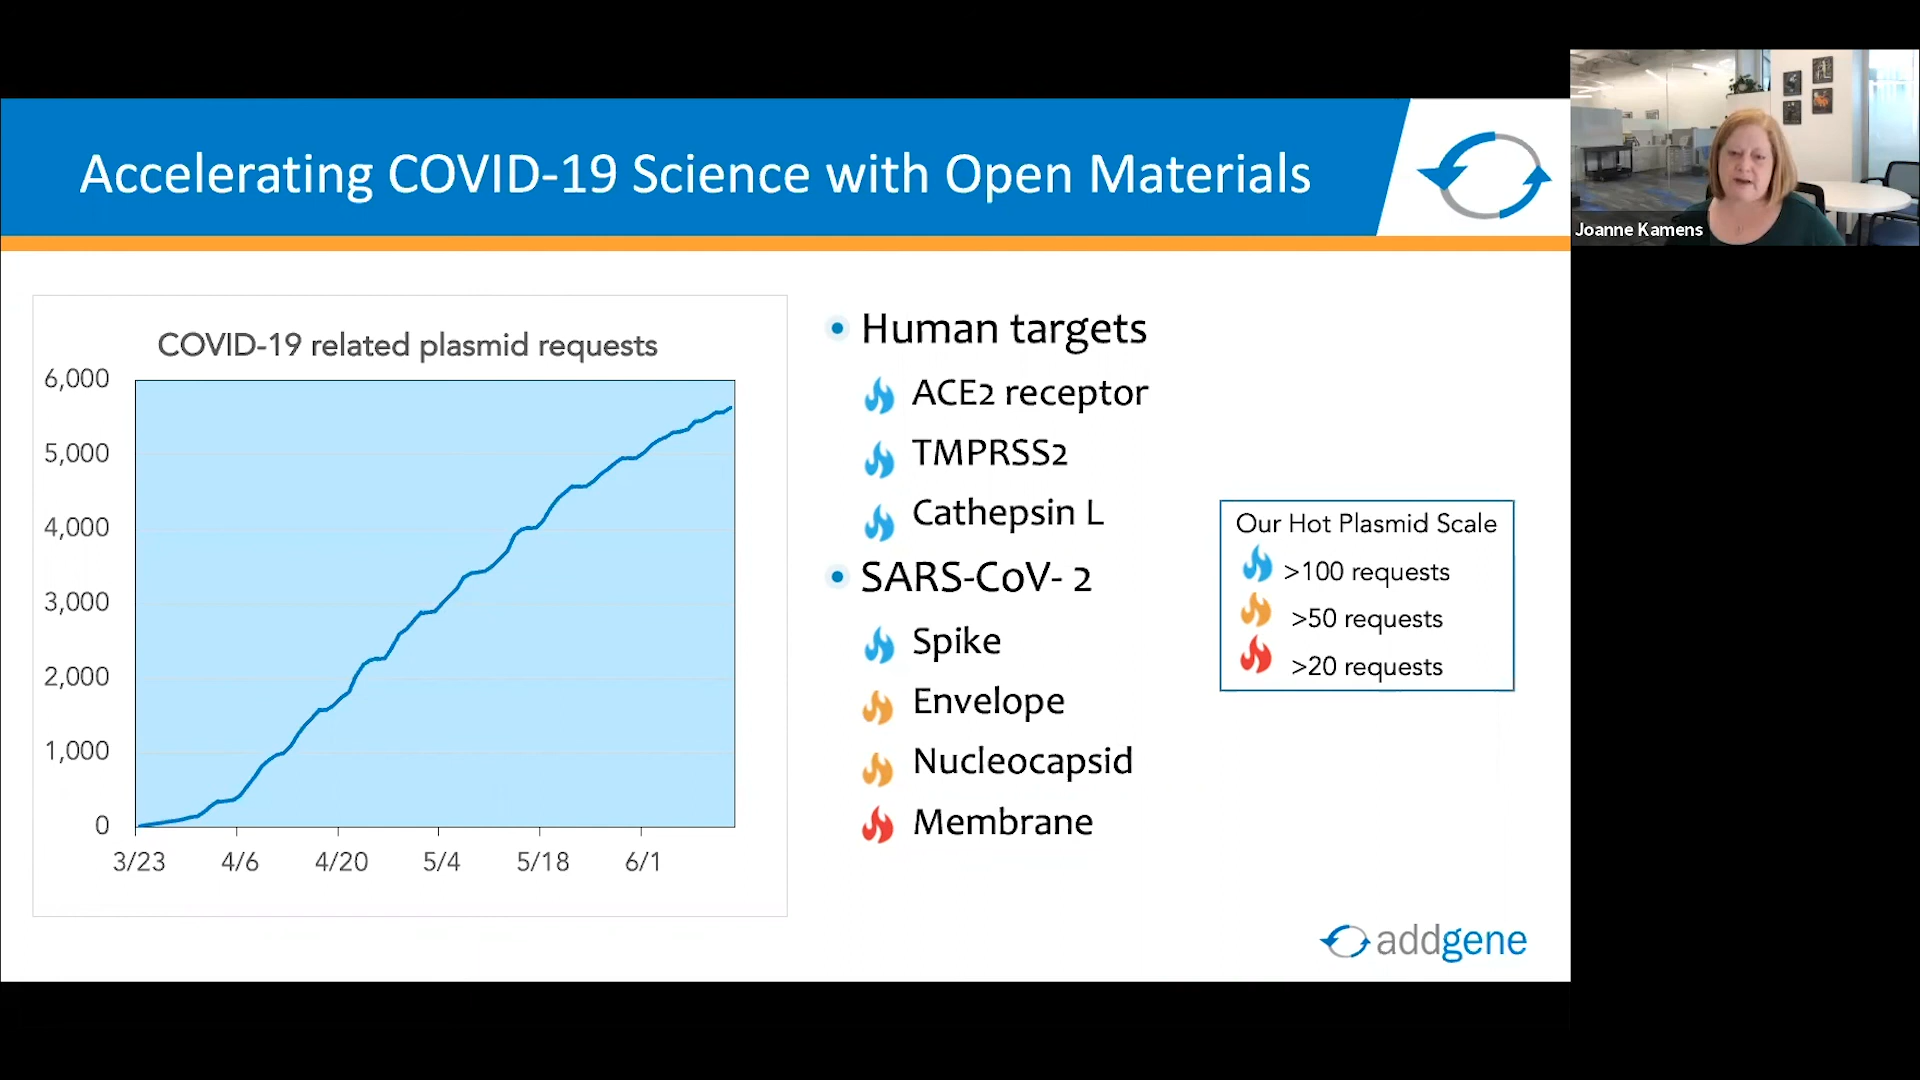 Accelerating COVID-19 Science with Open Materials
Joanne Kamens
COVID-19 related plasmid requests
6,000
5,000
4,000
3,000
2,000
1,000
0
3/23 4/6 4/20 5/4 5/18 6/1
Human targets
ACE2 receptor
TMPRSS2
Cathepsin L
SARS-CoV- 2
Spike
Envelope
Nucleocapsid
Membrane
Our Hot Plasmid Scale
>100 requests
>50 requests
>20 requests
addgene